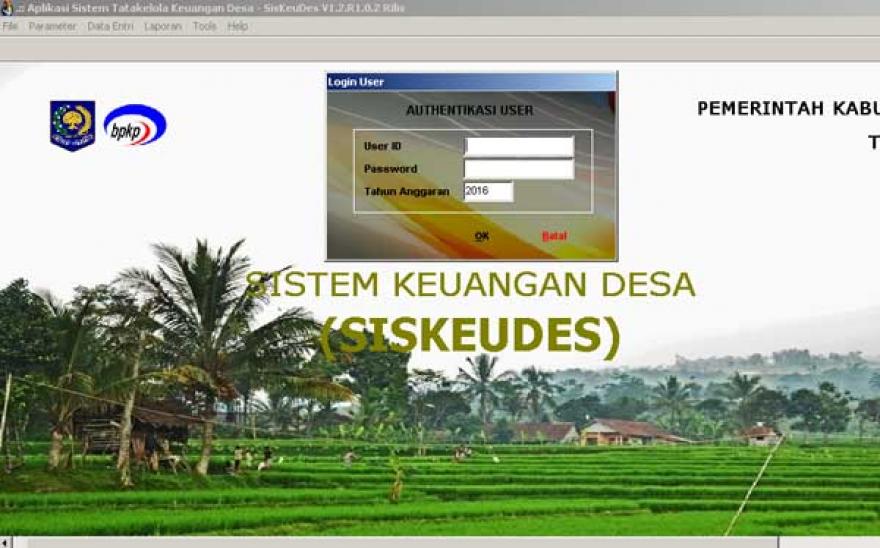 .:: Aplikasi Sistem Tatakelola Keuangan Desa - SisKeuDes V1.2.R1.0.2 Rilis
File Parameter Data Entri Laporan Tools Help
Login User
AUTHENTIKASI USER
User ID
Password
Tahun Anggaran 2016
OK Batal
bpkp
PEMERINTAH KABU
T
SISTEM KEUANGAN DESA
(SISKEUDES)